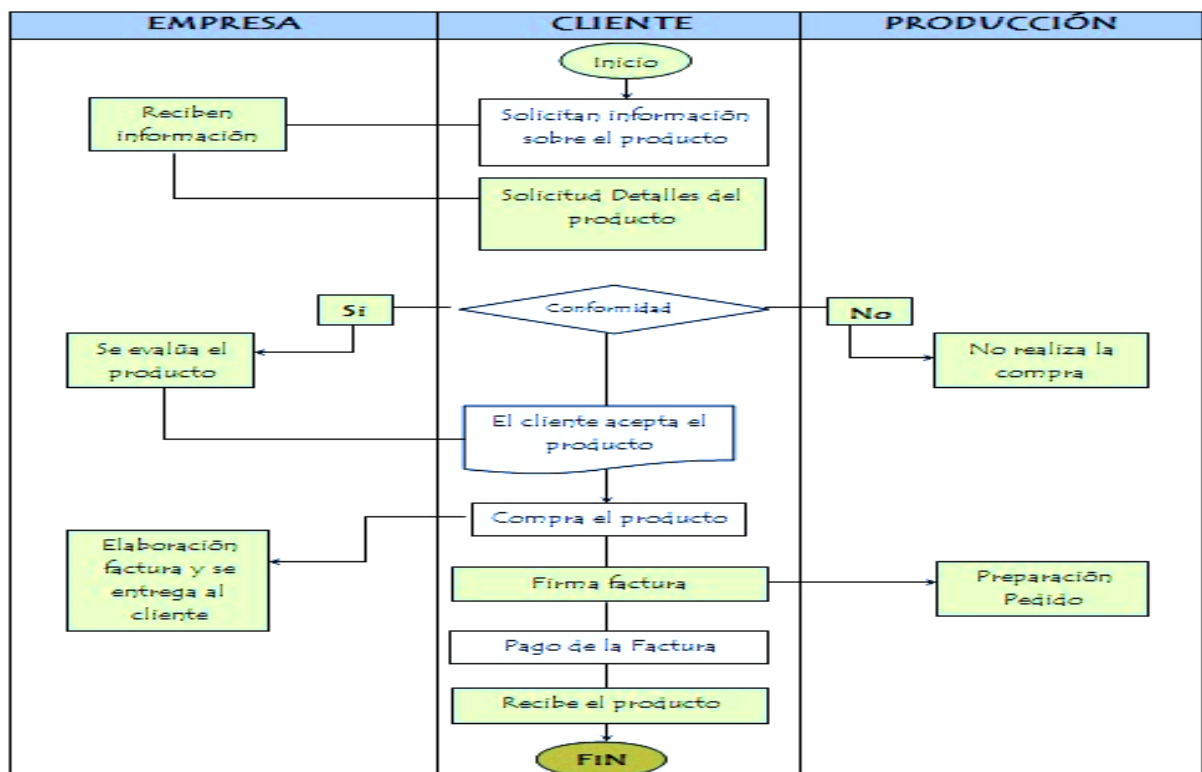 EMPRESA
CLIENTE
PRODUCCIÓN
Inicio
Reciben
información
Solicitan información
sobre el producto
Solicitud Detalles del
producto
Si
Conformidad
No
Se evalúa el
producto
No realiza la
compra
El cliente acepta el
producto
Compra el producto
Elaboración
factura y se
entrega al
cliente
Firma factura
Preparación
Pedido
Pago de la Factura
Recibe el producto
FIN